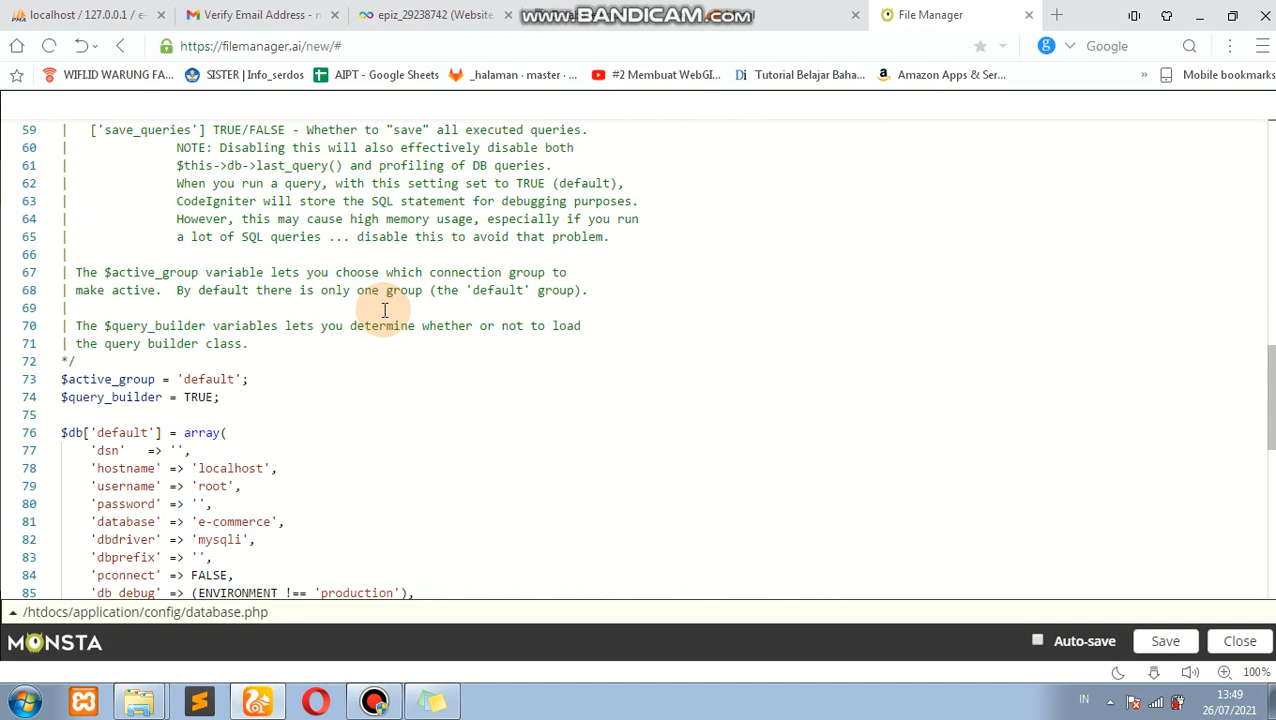 localhost / 127.0.0.1 / e-
Verify Email Address - n
epiz_29238742 (Website
www.BANDICAM.com
File Manager
https://filemanager.ai/new/#
Google
WIFI.ID WARUNG FA...
SISTER | Info_serdos
AIPT - Google Sheets
_halaman · master · ...
#2 Membuat WebGI...
Tutorial Belajar Baha...
Amazon Apps & Ser...
Mobile bookmarks
59 | ['save_queries'] TRUE/FALSE - Whether to "save" all executed queries.
60 | NOTE: Disabling this will also effectively disable both
61 | $this->db->last_query() and profiling of DB queries.
62 | When you run a query, with this setting set to TRUE (default),
63 | CodeIgniter will store the SQL statement for debugging purposes.
64 | However, this may cause high memory usage, especially if you run
65 | a lot of SQL queries ... disable this to avoid that problem.
66 |
67 | The $active_group variable lets you choose which connection group to
68 | make active.  By default there is only one group (the 'default' group).
69 |
70 | The $query_builder variables lets you determine whether or not to load
71 | the query builder class.
72 */
73 $active_group = 'default';
74 $query_builder = TRUE;
75
76 $db['default'] = array(
77 'dsn'   => '',
78 'hostname' => 'localhost',
79 'username' => 'root',
80 'password' => '',
81 'database' => 'e-commerce',
82 'dbdriver' => 'mysqli',
83 'dbprefix' => '',
84 'pconnect' => FALSE,
85 'db_debug' => (ENVIRONMENT !== 'production'),
/htdocs/application/config/database.php
MONSTA
Auto-save
Save
Close
100%
IN
13:49
26/07/2021